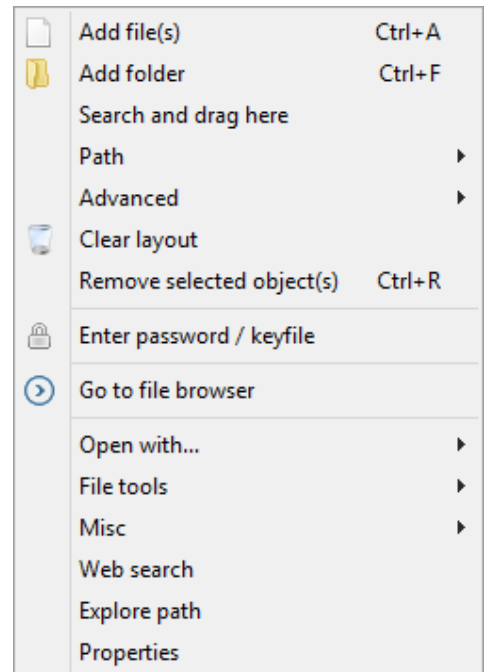 Add file(s) Ctrl+A
Add folder Ctrl+F
Search and drag here
Path
Advanced
Clear layout
Remove selected object(s) Ctrl+R
Enter password / keyfile
Go to file browser
Open with...
File tools
Misc
Web search
Explore path
Properties